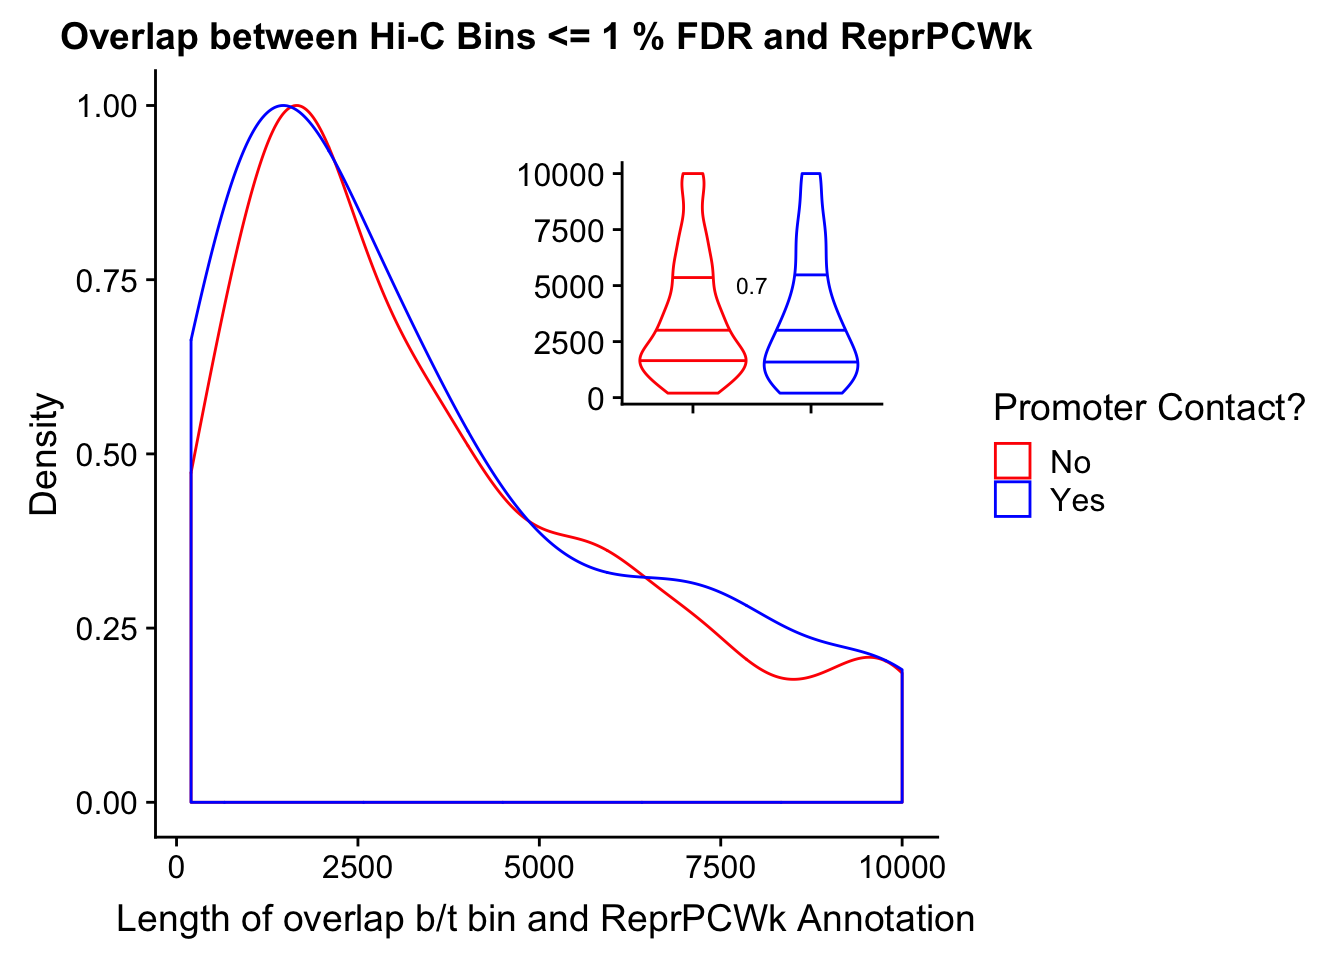 Overlap between Hi-C Bins <= 1 % FDR and ReprPCWk
Density
1.00
0.75
0.50
0.25
0.00
0
2500
5000
7500
10000
Length of overlap b/t bin and ReprPCWk Annotation
10000
7500
5000
2500
0
0.7
Promoter Contact?
No
Yes